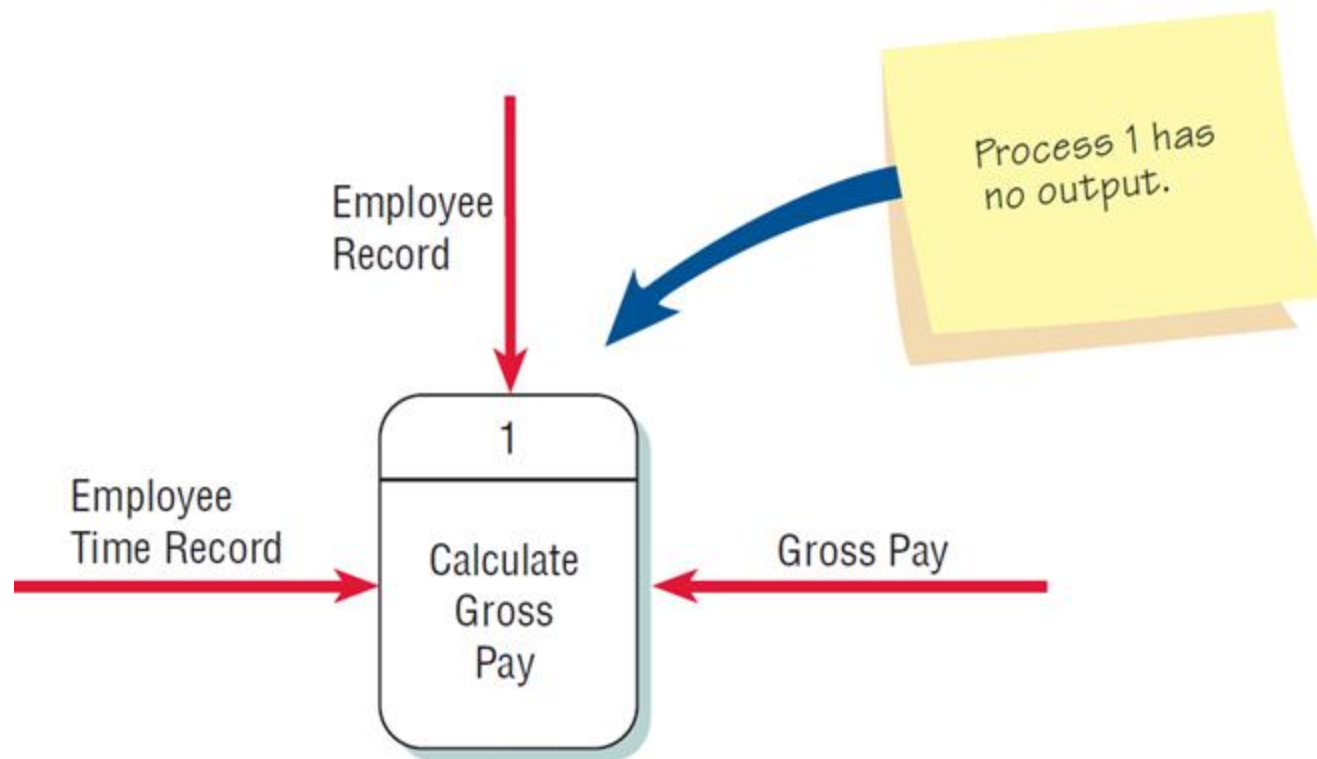 Process 1 has
no output.
Employee
Record
1
Employee
Time Record
Calculate
Gross
Pay
Gross Pay